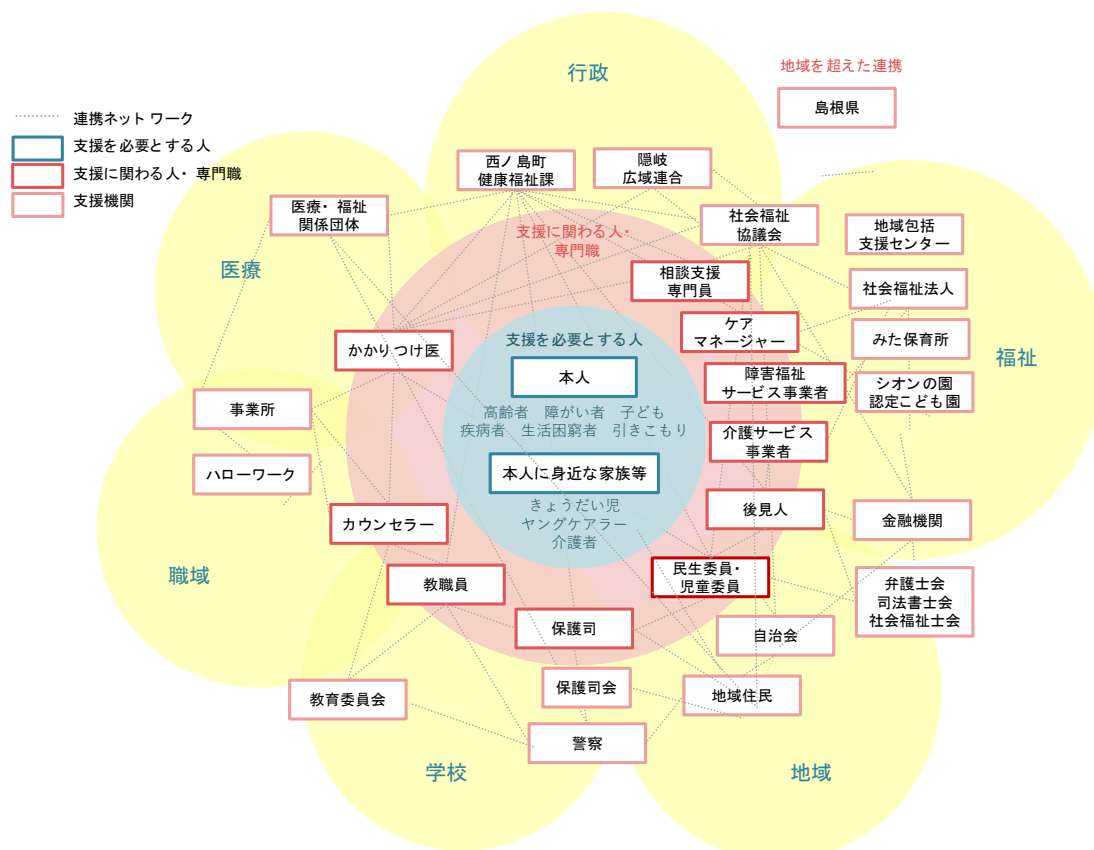 行政
地域を超えた連携
島根県
連携ネットワーク
支援を必要とする人
支援に関わる人・専門職
支援機関
西ノ島町
健康福祉課
隠岐
広域連合
医療・福祉
関係団体
社会福祉
協議会
地域包括
支援センター
支援に関わる人・
専門職
医療
相談支援
専門員
社会福祉法人
ケア
マネージャー
みた保育所
福祉
かかりつけ医
支援を必要とする人
本人
障害福祉
サービス事業者
シオンの園
認定こども園
事業所
高齢者 障がい者 子ども
疾病者 生活困窮者 引きこもり
介護サービス
事業者
ハローワーク
本人に身近な家族等
きょうだい児
ヤングケアラー
介護者
後見人
金融機関
カウンセラー
職域
教職員
民生委員・
児童委員
弁護士会
司法書士会
社会福祉士会
保護司
自治会
教育委員会
保護司会
地域住民
警察
学校
地域